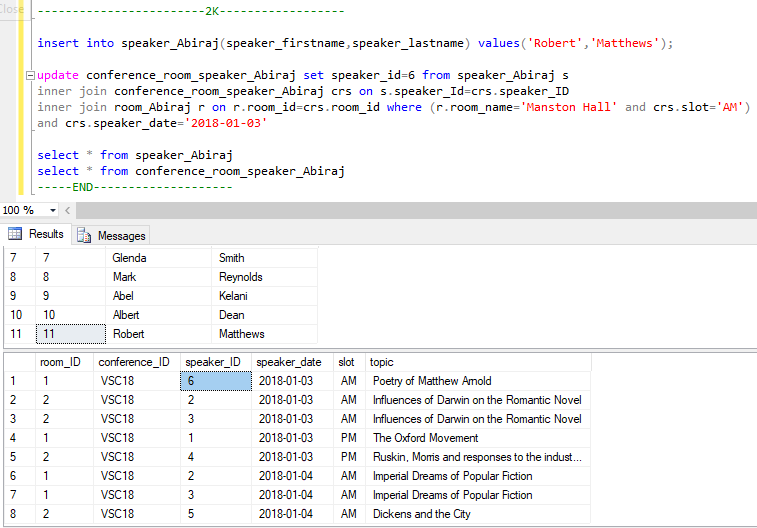 Close
------------------------2K------------------
insert into speaker_Abiraj(speaker_firstname,speaker_lastname) values('Robert','Matthews');
update conference_room_speaker_Abiraj set speaker_id=6 from speaker_Abiraj s
inner join conference_room_speaker_Abiraj crs on s.speaker_Id=crs.speaker_ID
inner join room_Abiraj r on r.room_id=crs.room_id where (r.room_name='Manston Hall' and crs.slot='AM')
and crs.speaker_date='2018-01-03'
select * from speaker_Abiraj
select * from conference_room_speaker_Abiraj
-----END--------------------
100 %
Results Messages
7 7 Glenda Smith
8 8 Mark Reynolds
9 9 Abel Kelani
10 10 Albert Dean
11 11 Robert Matthews
room_ID conference_ID speaker_ID speaker_date slot topic
1 1 VSC18 6 2018-01-03 AM Poetry of Matthew Arnold
2 2 VSC18 2 2018-01-03 AM Influences of Darwin on the Romantic Novel
3 2 VSC18 3 2018-01-03 AM Influences of Darwin on the Romantic Novel
4 1 VSC18 1 2018-01-03 PM The Oxford Movement
5 2 VSC18 4 2018-01-03 PM Ruskin, Morris and responses to the indust...
6 1 VSC18 2 2018-01-04 AM Imperial Dreams of Popular Fiction
7 1 VSC18 3 2018-01-04 AM Imperial Dreams of Popular Fiction
8 2 VSC18 5 2018-01-04 AM Dickens and the City